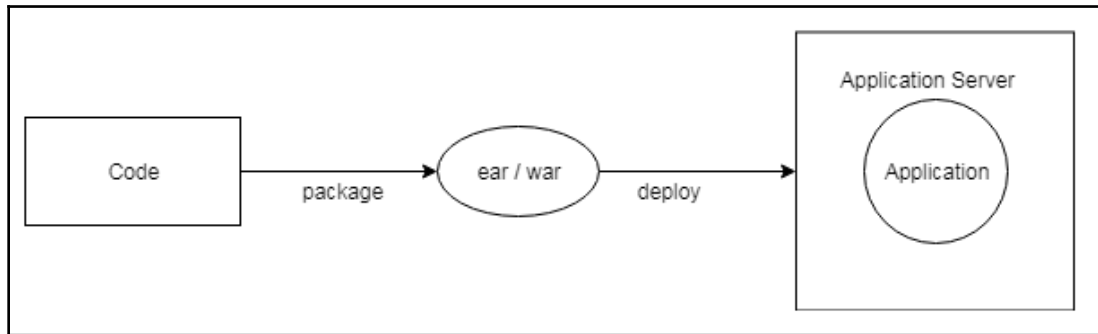 Code
package
ear / war
deploy
Application Server
Application